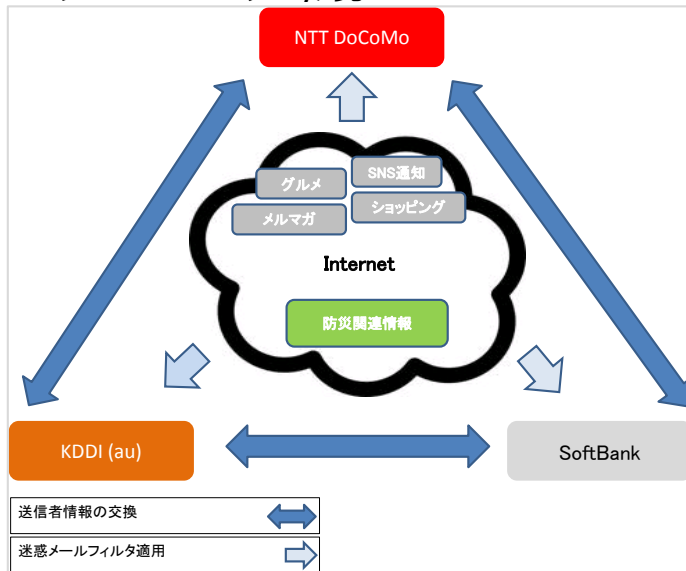 NTT DoCoMo
SNS通知
グルメ
ショッピング
メルマガ
Internet
防災関連情報
KDDI (au)
SoftBank
送信者情報の交換
迷惑メールフィルタ適用